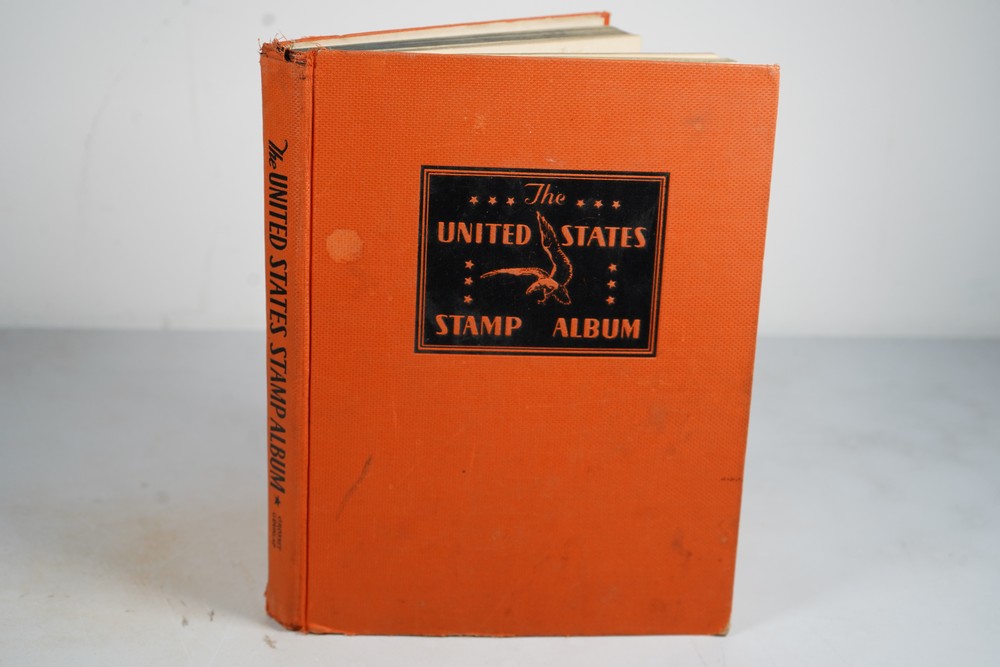 The
UNITED STATES
STAMP ALBUM
The UNITED STATES STAMP ALBUM